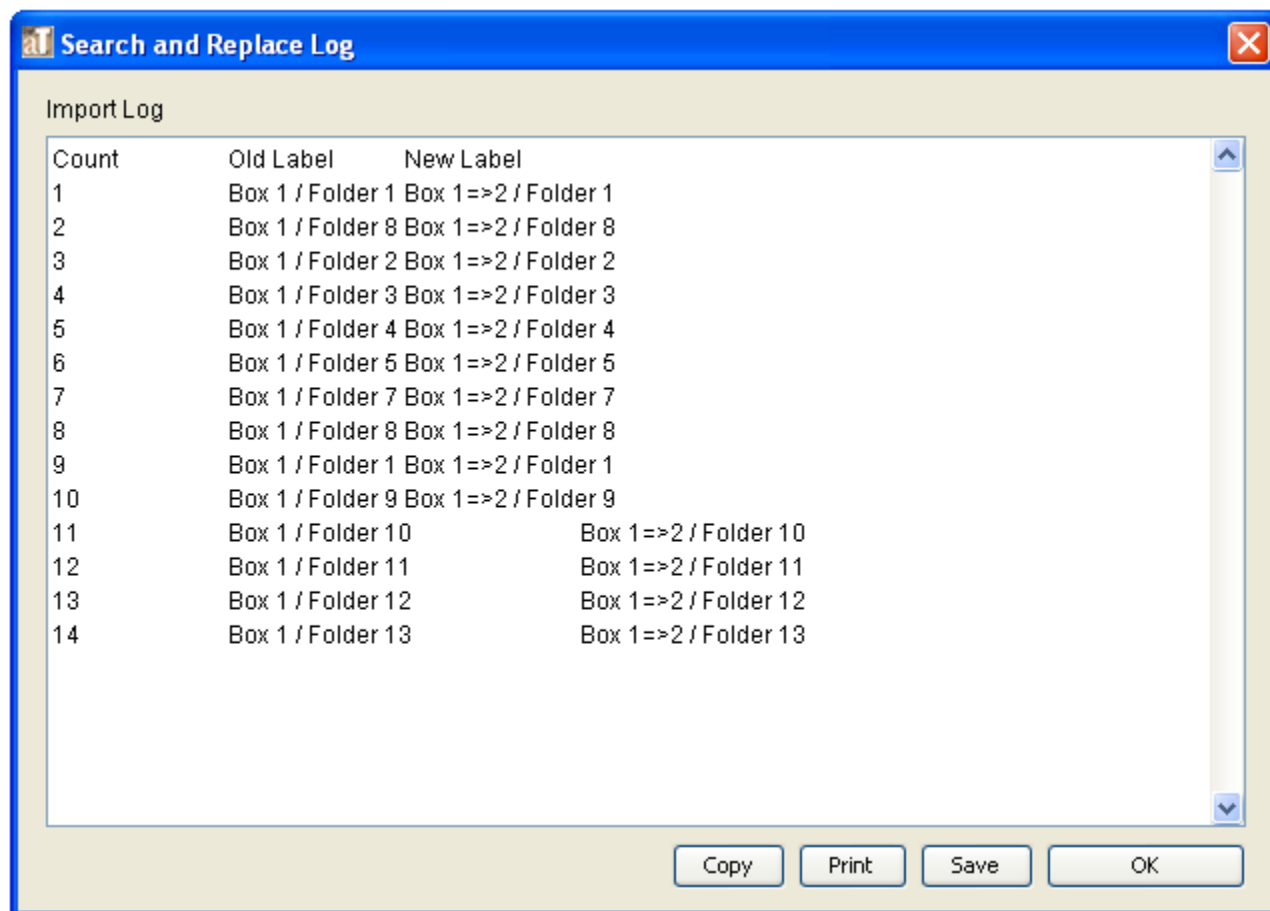 Search and Replace Log
Import Log
Count Old Label New Label
1 Box 1 / Folder 1 Box 1=>2 / Folder 1
2 Box 1 / Folder 8 Box 1=>2 / Folder 8
3 Box 1 / Folder 2 Box 1=>2 / Folder 2
4 Box 1 / Folder 3 Box 1=>2 / Folder 3
5 Box 1 / Folder 4 Box 1=>2 / Folder 4
6 Box 1 / Folder 5 Box 1=>2 / Folder 5
7 Box 1 / Folder 7 Box 1=>2 / Folder 7
8 Box 1 / Folder 8 Box 1=>2 / Folder 8
9 Box 1 / Folder 1 Box 1=>2 / Folder 1
10 Box 1 / Folder 9 Box 1=>2 / Folder 9
11 Box 1 / Folder 10 Box 1=>2 / Folder 10
12 Box 1 / Folder 11 Box 1=>2 / Folder 11
13 Box 1 / Folder 12 Box 1=>2 / Folder 12
14 Box 1 / Folder 13 Box 1=>2 / Folder 13
Copy Print Save OK